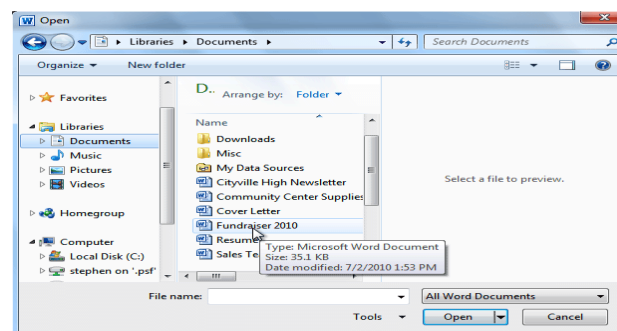 Open
Libraries Documents Search Documents
Organize New folder
Favorites
Libraries
Documents
Music
Pictures
Videos
Homegroup
Computer
Local Disk (C:)
stephen on '.psf'
D.. Arrange by: Folder
Name
Downloads
Misc
My Data Sources
Cityville High Newsletter
Community Center Supplies
Cover Letter
Fundraiser 2010
Resume
Sales Te
Type: Microsoft Word Document
Size: 35.1 KB
Date modified: 7/2/2010 1:53 PM
Select a file to preview.
File name: All Word Documents
Tools Open Cancel